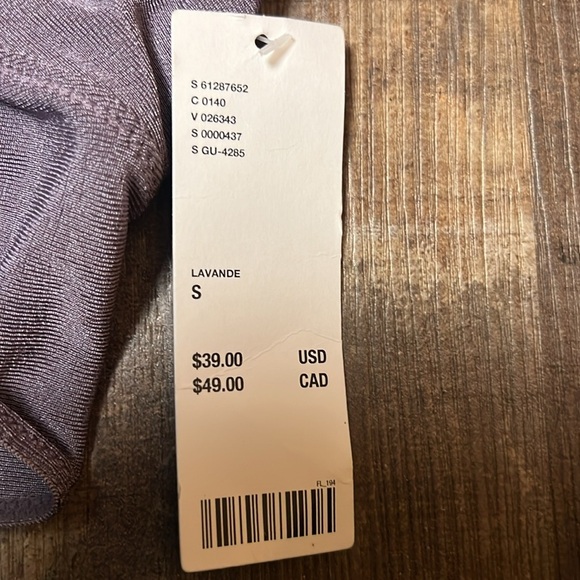 S 61287652
C 0140
V 026343
S 0000437
S GU-4285
LAVANDE
S
$39.00 USD
$49.00 CAD
FL_194